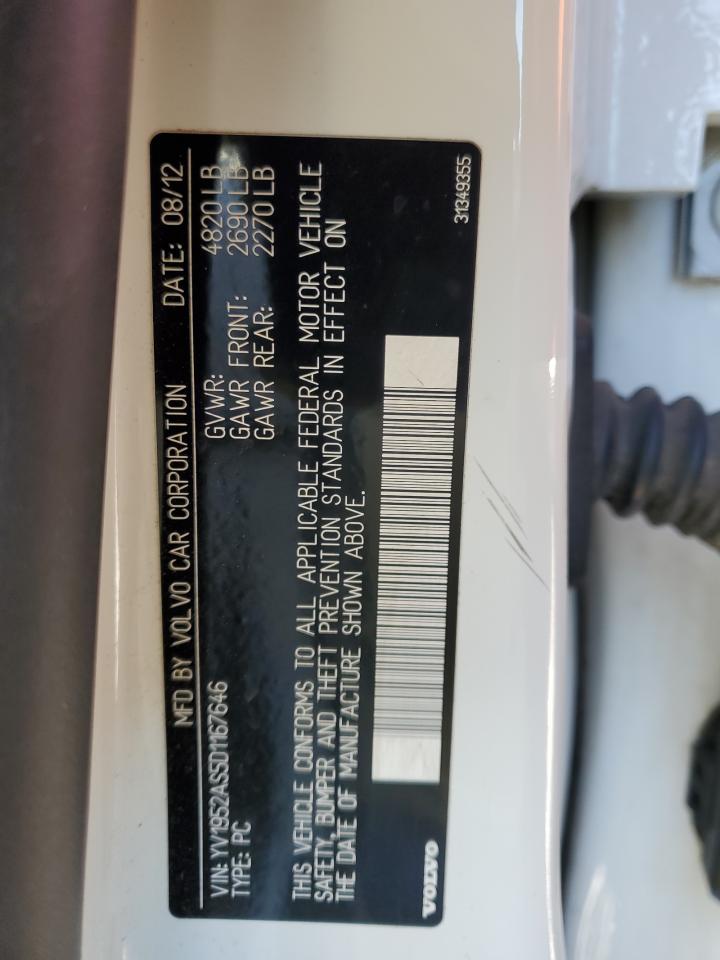 MFD BY VOLVO CAR CORPORATION DATE: 08/12
GVWR: 4820 LB
GAWR FRONT: 2690 LB
GAWR REAR: 2270 LB
VIN: YV1952AS5D1167646
TYPE: PC
THIS VEHICLE CONFORMS TO ALL APPLICABLE FEDERAL MOTOR VEHICLE
SAFETY, BUMPER AND THEFT PREVENTION STANDARDS IN EFFECT ON
THE DATE OF MANUFACTURE SHOWN ABOVE.
VOLVO
31349355